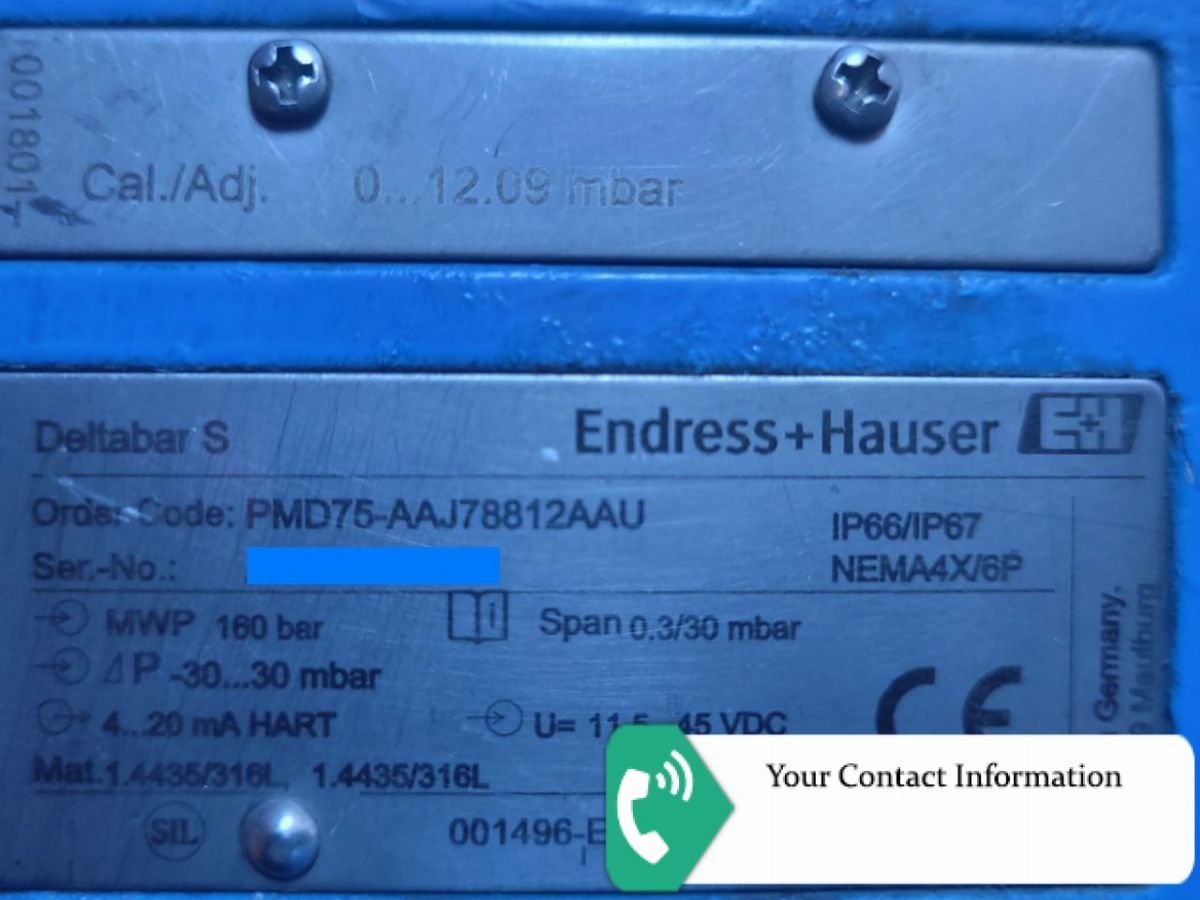 001801-
Cal./Adj. 0...12.09 mbar
Deltabar S
Endress+Hauser E+H
Order Code: PMD75-AAJ78812AAU
Ser.-No.:
IP66/IP67
NEMA4X/6P
MWP 160 bar
i Span 0.3/30 mbar
⊿P -30...30 mbar
4...20 mA HART
U= 11.5...45 VDC
Mat.1.4435/316L, 1.4435/316L
CE
SIL
001496-E
Germany.
Maulburg
Your Contact Information